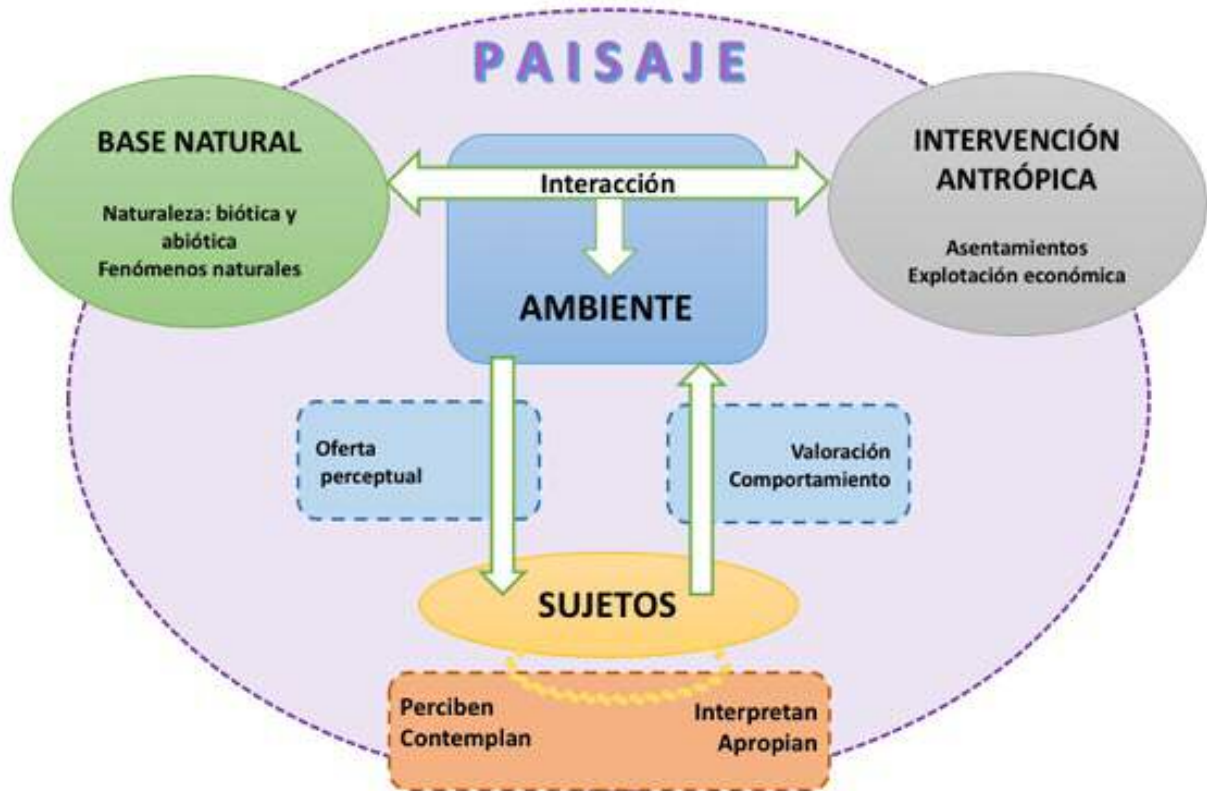 PAISAJE
BASE NATURAL
Naturaleza: biótica y
abiótica
Fenómenos naturales
Interacción
AMBIENTE
INTERVENCIÓN
ANTRÓPICA
Asentamientos
Explotación económica
Oferta
perceptual
Valoración
Comportamiento
SUJETOS
Perciben
Contemplan
Interpretan
Apropian